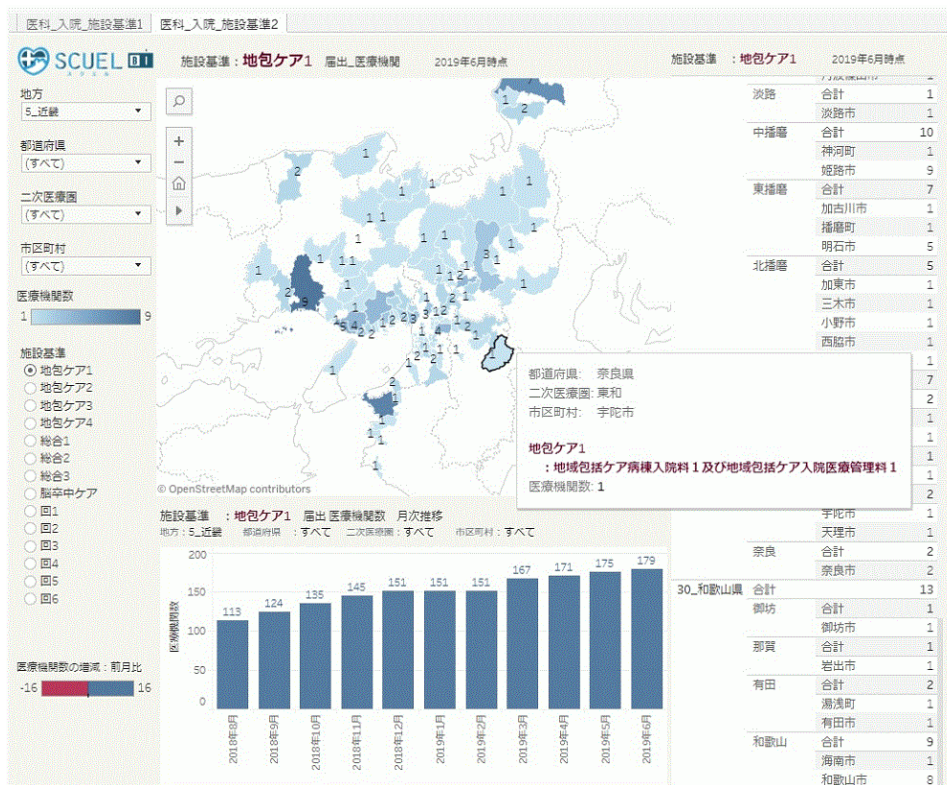 医科_入院_施設基準1 医科_入院_施設基準2
SCUEL BI
スクエル
施設基準：地包ケア1 届出_医療機関 2019年6月時点
施設基準 ：地包ケア1 2019年6月時点
地方
5_近畿
都道府県
(すべて)
二次医療圏
(すべて)
市区町村
(すべて)
医療機関数
1 9
施設基準
地包ケア1
地包ケア2
地包ケア3
地包ケア4
総合1
総合2
総合3
脳卒中ケア
回1
回2
回3
回4
回5
回6
医療機関数の増減：前月比
-16 16
都道府県: 奈良県
二次医療圏: 東和
市区町村: 宇陀市
地包ケア1
：地域包括ケア病棟入院料１及び地域包括ケア入院医療管理料１
医療機関数: 1
© OpenStreetMap contributors
施設基準 ：地包ケア1 届出 医療機関数 月次推移
地方：5_近畿 都道府県 ：すべて 二次医療圏：すべて 市区町村：すべて
医療機関数
200
150
100
50
0
113 124 135 145 151 151 151 167 171 175 179
2018年8月 2018年9月 2018年10月 2018年11月 2018年12月 2019年1月 2019年2月 2019年3月 2019年4月 2019年5月 2019年6月
丹波篠山市 1
淡路 合計 1
淡路市 1
中播磨 合計 10
神河町 1
姫路市 9
東播磨 合計 7
加古川市 1
播磨町 1
明石市 5
北播磨 合計 5
加東市 1
三木市 1
小野市 1
西脇市 1
1
7
2
1
1
1
1
2
宇陀市 1
天理市 1
奈良 合計 2
奈良市 2
30_和歌山県 合計 13
御坊 合計 1
御坊市 1
那賀 合計 1
岩出市 1
有田 合計 2
湯浅町 1
有田市 1
和歌山 合計 9
海南市 1
和歌山市 8